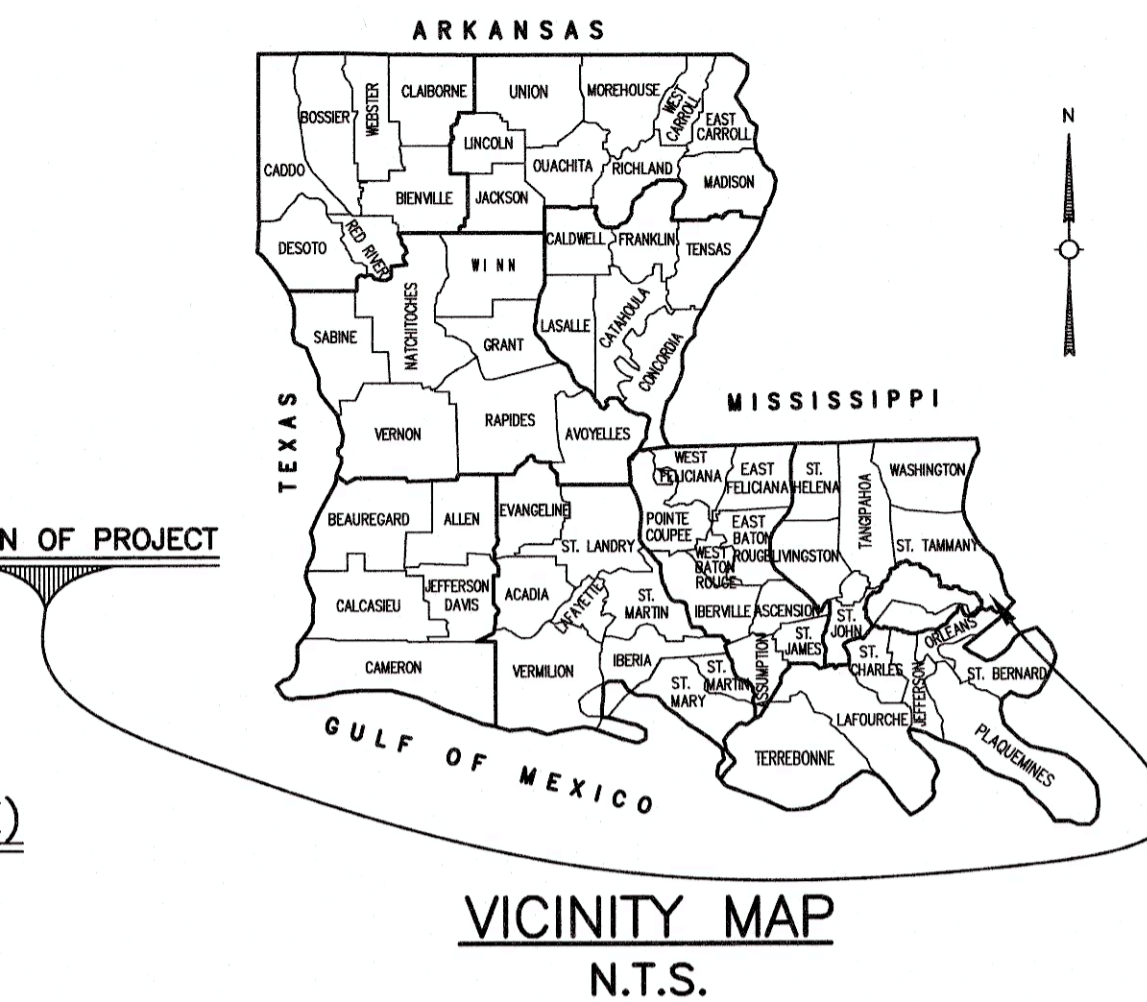 ARKANSAS
CLAIBORNE
UNION
MOREHOUSE
WEST
CARROLL
EAST
CARROLL
BOSSIER
WEBSTER
LINCOLN
OUACHITA
RICHLAND
MADISON
CADDO
BIENVILLE
JACKSON
N
DESOTO
RED RIVER
WINN
CALDWELL
FRANKLIN
TENSAS
SABINE
NATCHITOCHES
GRANT
LASALLE
CATAHOULA
CONCORDIA
TEXAS
VERNON
RAPIDES
AVOYELLES
MISSISSIPPI
WEST
FELICIANA
EAST
FELICIANA
ST.
HELENA
TANGIPAHOA
WASHINGTON
BEAUREGARD
ALLEN
EVANGELINE
ST. LANDRY
POINTE
COUPEE
EAST
BATON
ROUGE
WEST
BATON
ROUGE
LIVINGSTON
ST. TAMMANY
N OF PROJECT
CALCASIEU
JEFFERSON
DAVIS
ACADIA
LAFAYETTE
ST.
MARTIN
IBERVILLE
ASCENSION
ST.
JOHN
ST.
JAMES
ORLEANS
CAMERON
VERMILION
IBERIA
ST.
MARTIN
ST.
MARY
ASSUMPTION
ST.
CHARLES
JEFFERSON
ST. BERNARD
LAFOURCHE
TERREBONNE
PLAQUEMINES
GULF OF MEXICO
)
VICINITY MAP
N.T.S.